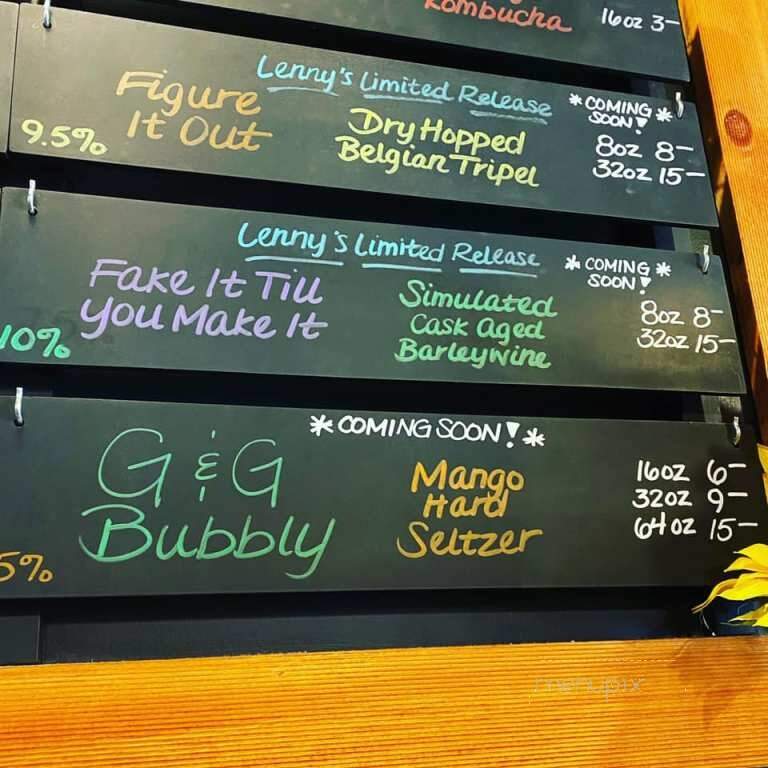 Kombucha 16oz 3-
Lenny's Limited Release
Figure It Out
9.5%
Dry Hopped
Belgian Tripel
*COMING SOON!*
8oz 8-
32oz 15-
Lenny's Limited Release
Fake It Till
You Make It
10%
Simulated
Cask Aged
Barleywine
*COMING SOON!*
8oz 8-
32oz 15-
*COMING SOON!*
G & G
Bubbly
5%
Mango
Hard
Seltzer
16oz 6-
32oz 9-
64oz 15-
menupix